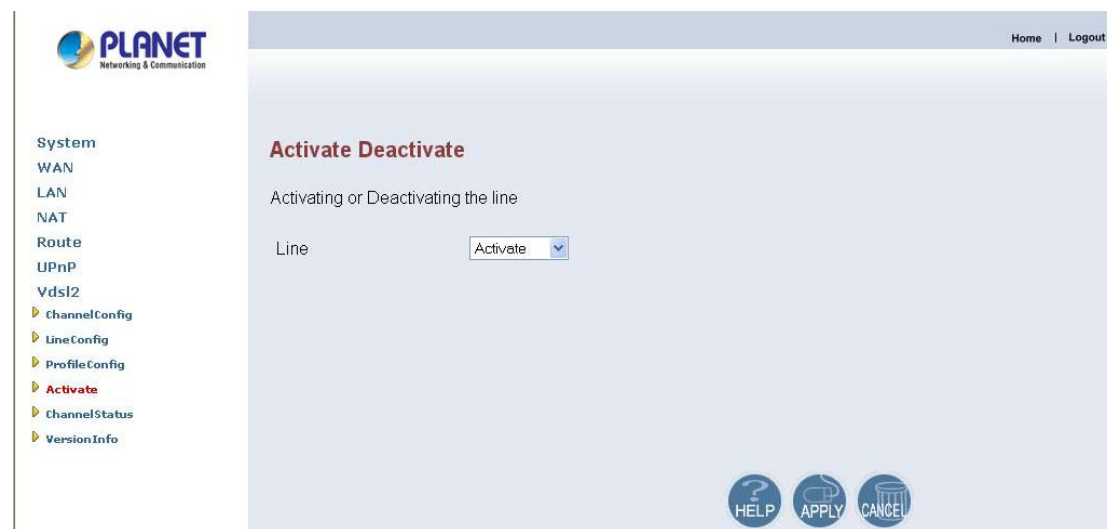 PLANET
Networking & Communication
Home | Logout
System
WAN
LAN
NAT
Route
UPnP
Vdsl2
ChannelConfig
LineConfig
ProfileConfig
Activate
ChannelStatus
VersionInfo
Activate Deactivate
Activating or Deactivating the line
Line Activate
HELP APPLY CANCEL